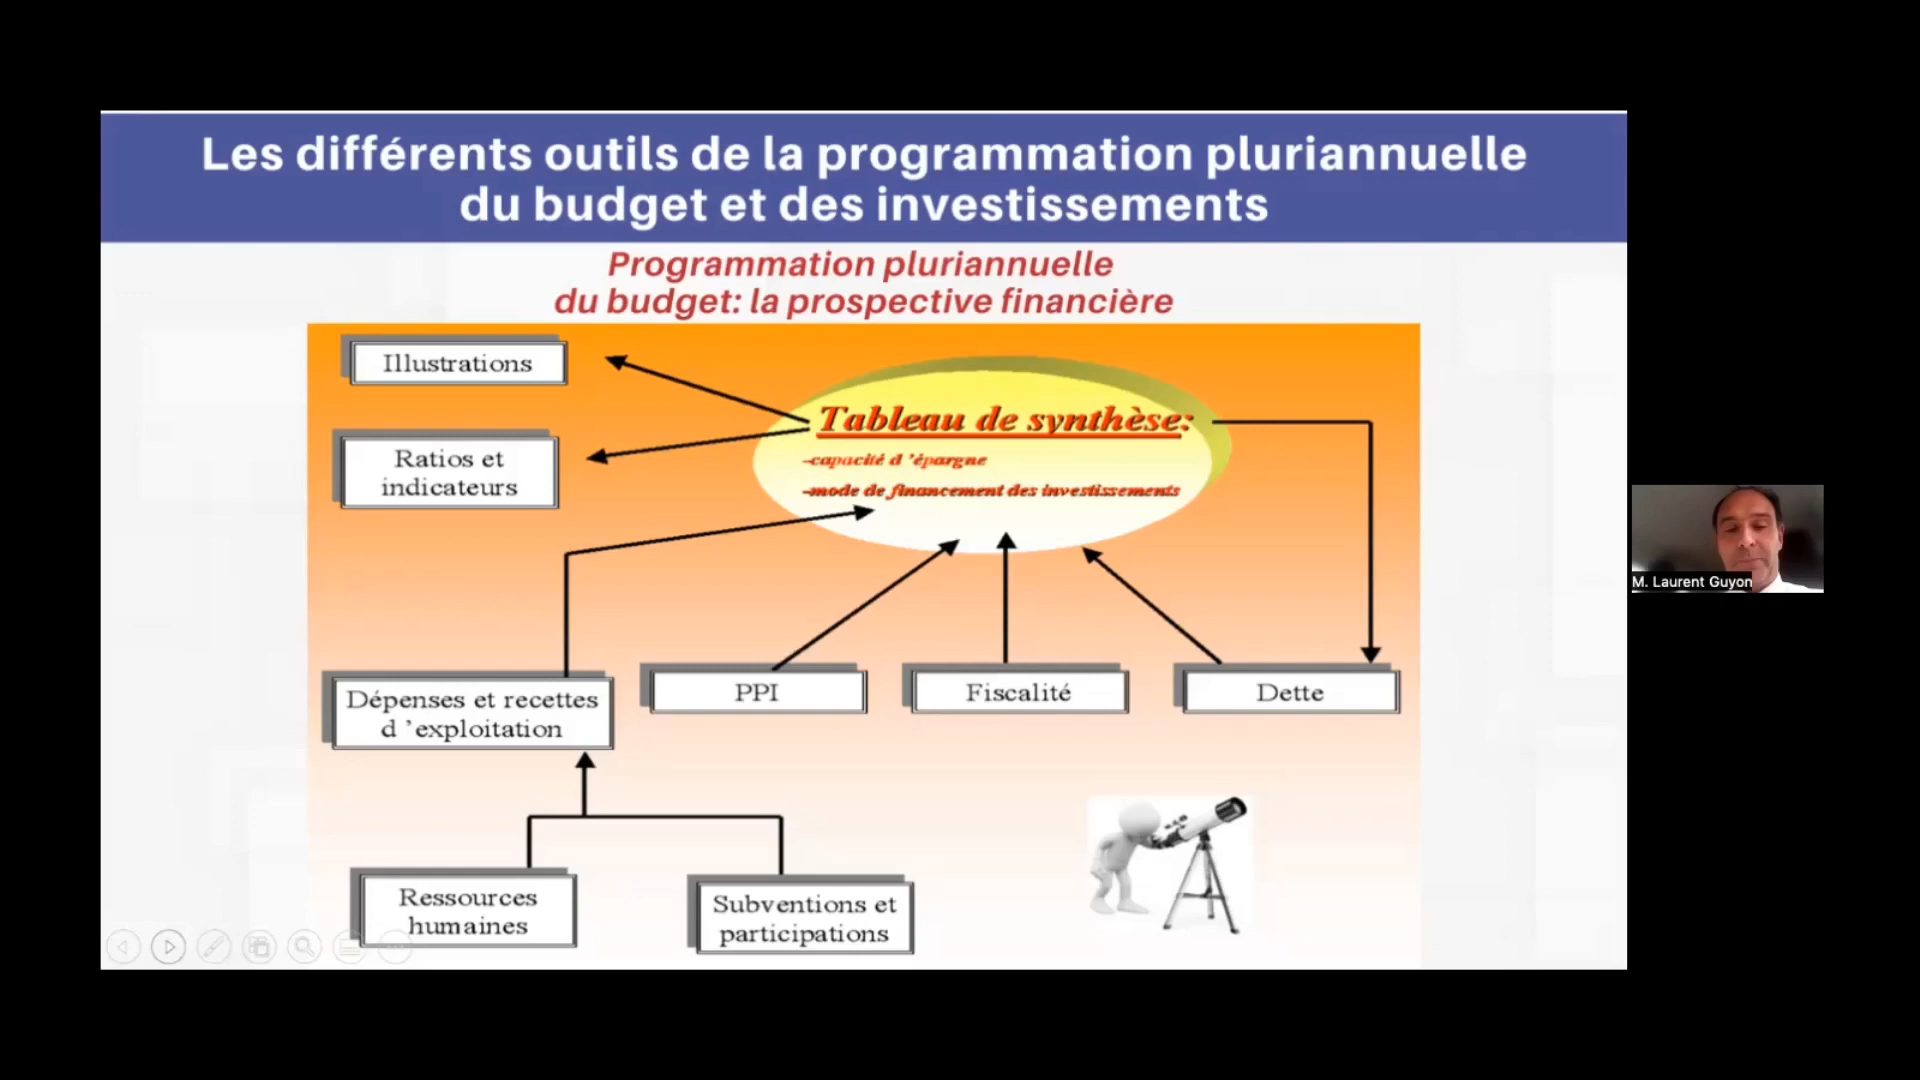 Les différents outils de la programmation pluriannuelle
du budget et des investissements
Programmation pluriannuelle
du budget: la prospective financière
Illustrations
Tableau de synthèse:
-capacité d ’épargne
-mode de financement des investissements
Ratios et
indicateurs
Dépenses et recettes
d ’exploitation
PPI
Fiscalité
Dette
Ressources
humaines
Subventions et
participations
M. Laurent Guyon